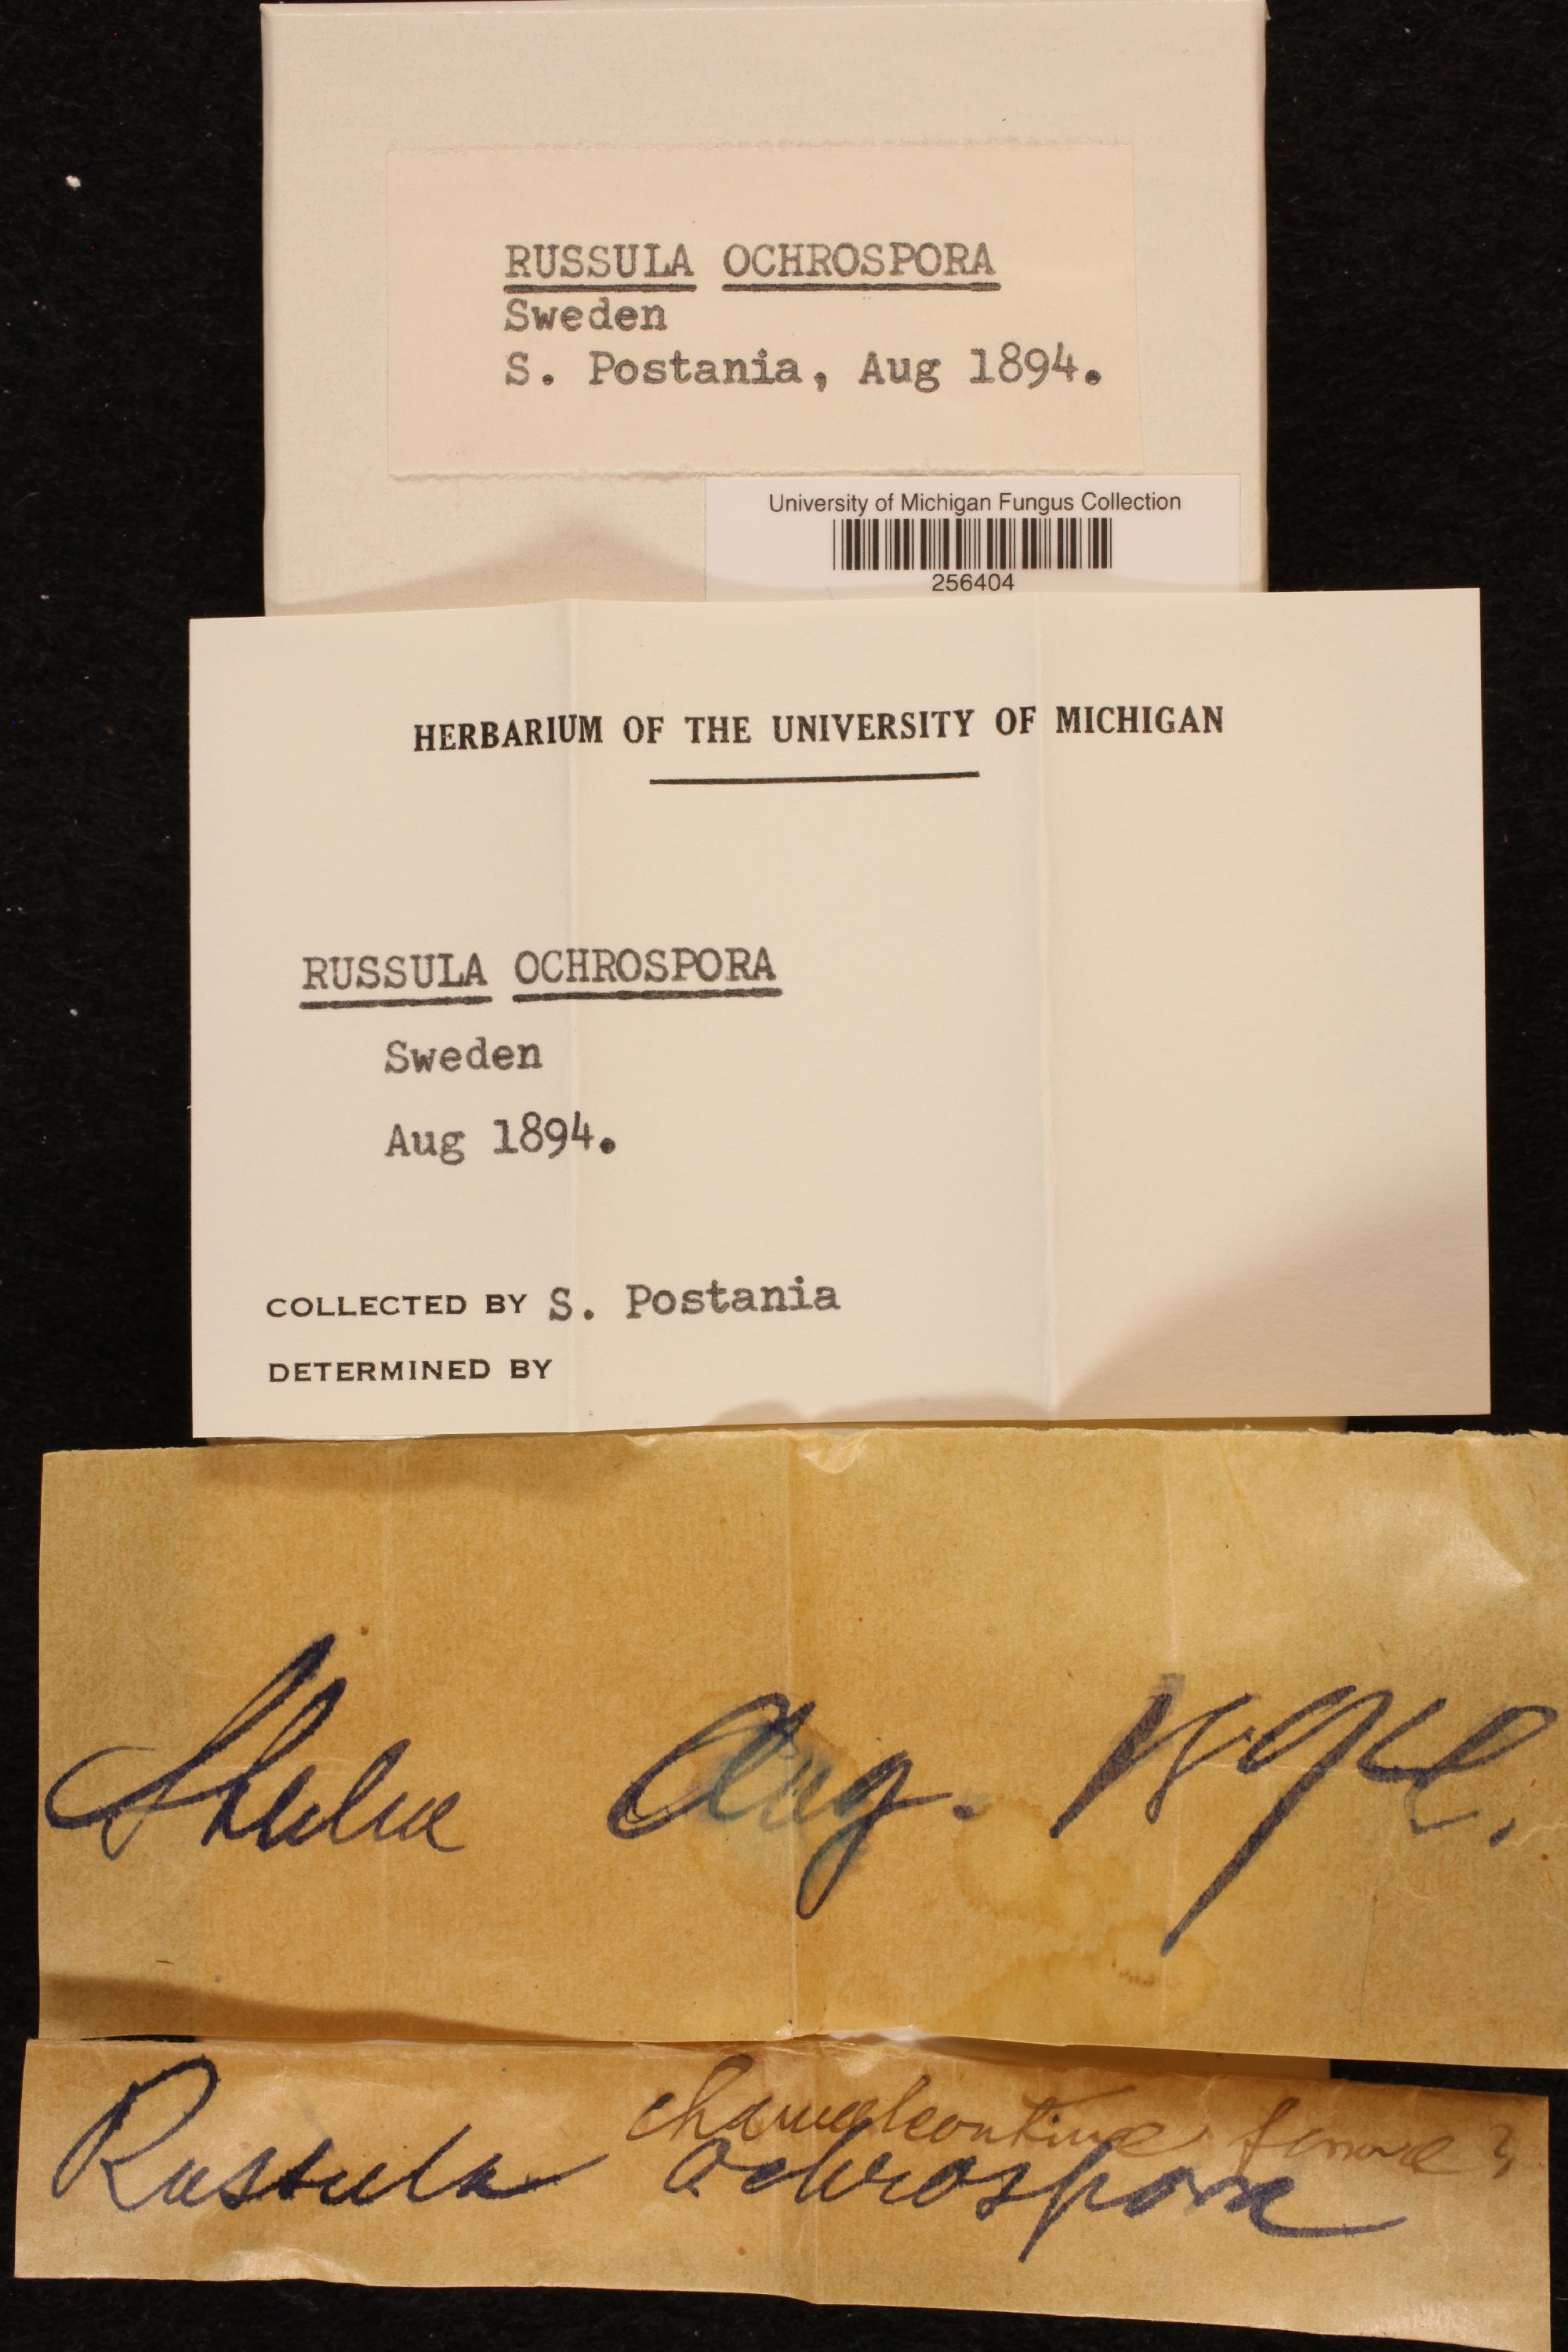 RUSSULA OCHROSPORA
Sweden
S. Postania, Aug 1894.
University of Michigan Fungus Collection
256404
HERBARIUM OF THE UNIVERSITY OF MICHIGAN
RUSSULA OCHROSPORA
Sweden
Aug 1894.
COLLECTED BY S. Postania
DETERMINED BY
Aug.
chamaeleontina
Russula ochrospora